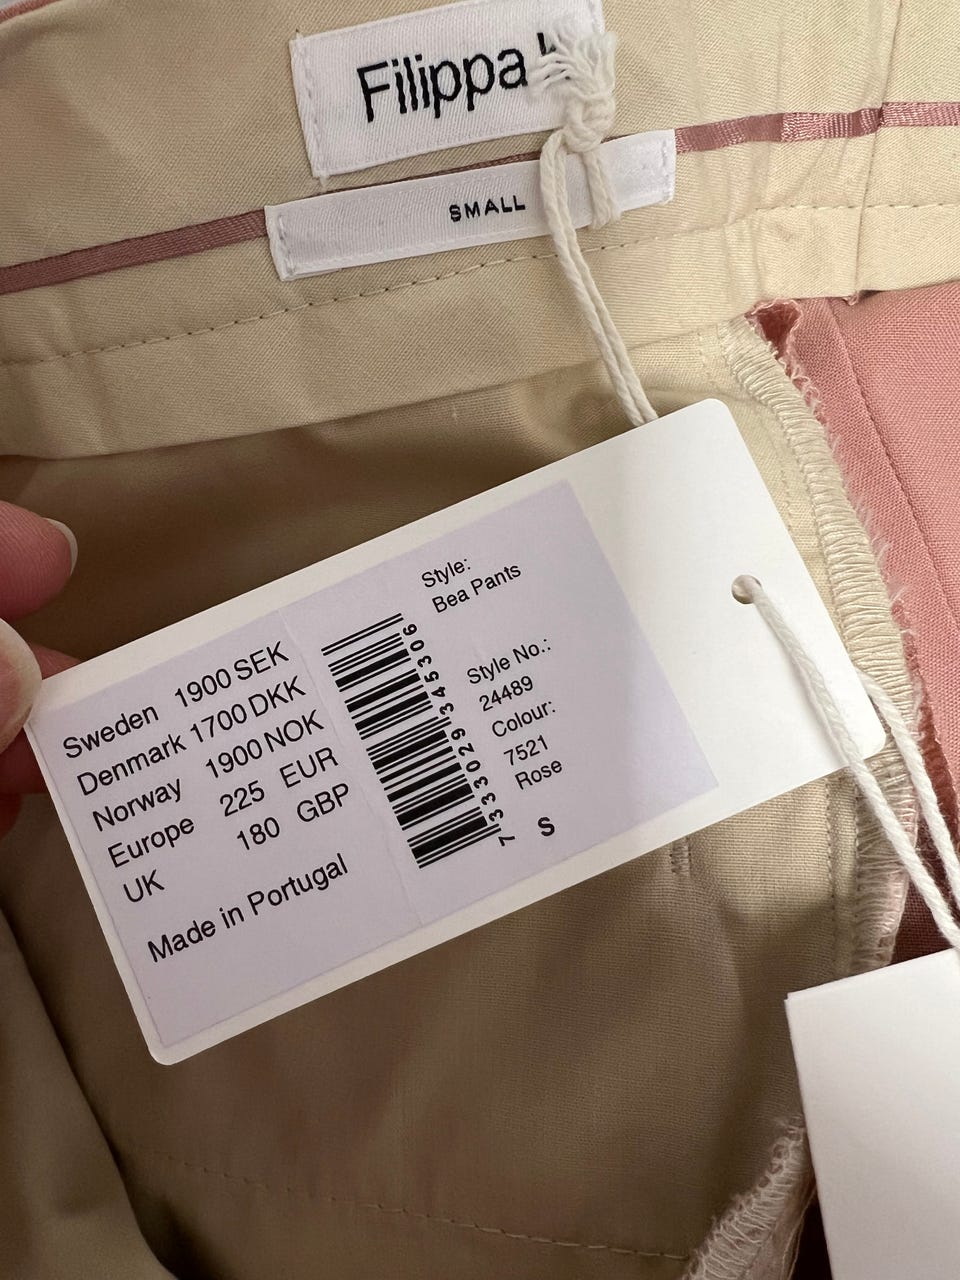 Filippa K
SMALL
Sweden 1900 SEK
Denmark 1700 DKK
Norway 1900 NOK
Europe 225 EUR
UK 180 GBP
Made in Portugal
7333029345306
Style:
Bea Pants
Style No.:
24489
Colour:
7521
Rose
S